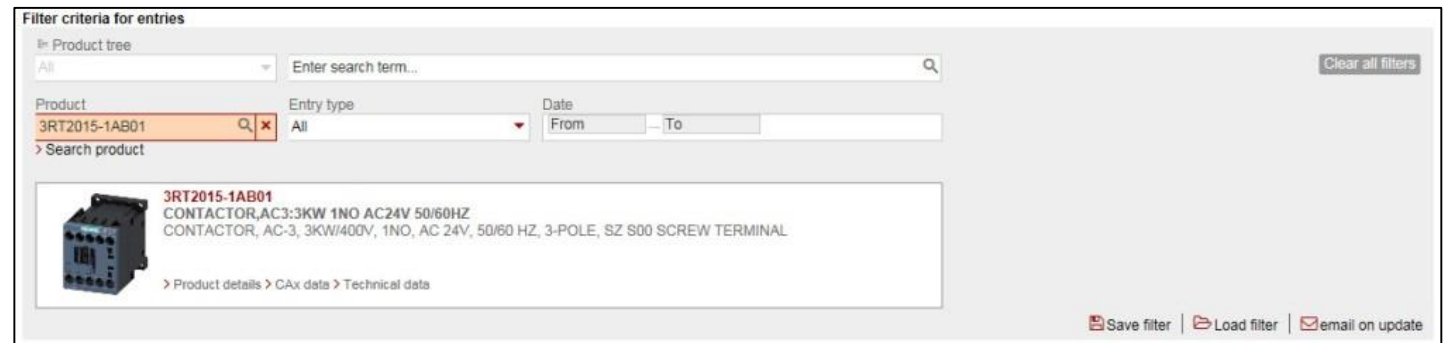 Filter criteria for entries
Product tree
All
Enter search term...
Clear all filters
Product
Entry type
Date
3RT2015-1AB01
All
From
To
> Search product
3RT2015-1AB01
CONTACTOR,AC3:3KW 1NO AC24V 50/60HZ
CONTACTOR, AC-3, 3KW/400V, 1NO, AC 24V, 50/60 HZ, 3-POLE, SZ S00 SCREW TERMINAL
> Product details > CAx data > Technical data
Save filter | Load filter | email on update